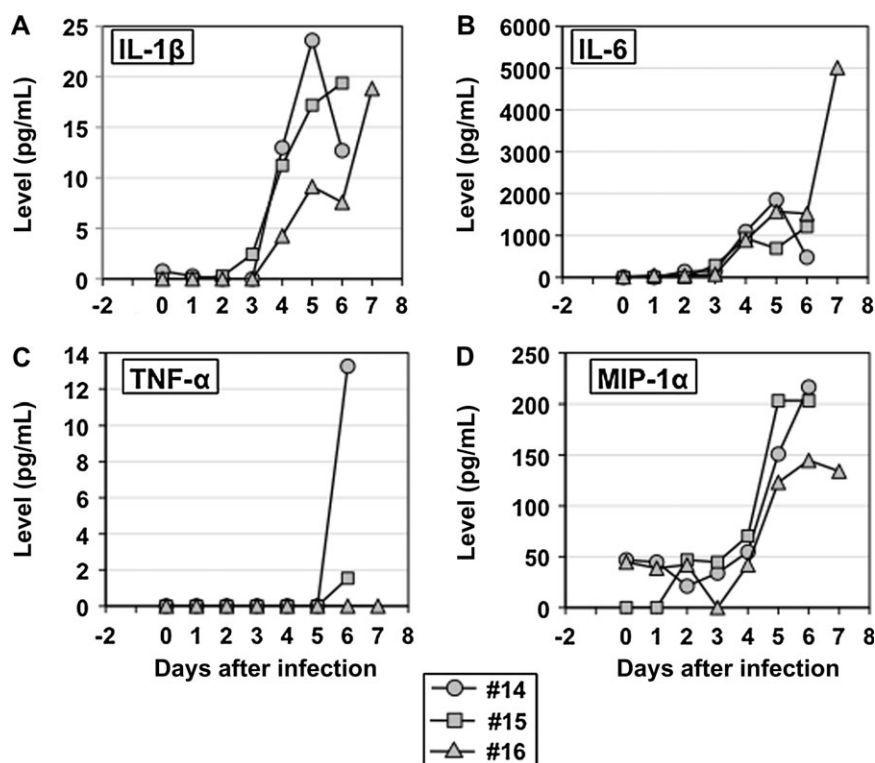 A
IL-1β
Level (pg/mL)
25
20
15
10
5
0
-2 0 1 2 3 4 5 6 7 8
B
IL-6
Level (pg/mL)
6000
5000
4000
3000
2000
1000
0
-2 0 1 2 3 4 5 6 7 8
C
TNF-α
Level (pg/mL)
14
12
10
8
6
4
2
0
-2 0 1 2 3 4 5 6 7 8
Days after infection
D
MIP-1α
Level (pg/mL)
250
200
150
100
50
0
-2 0 1 2 3 4 5 6 7 8
Days after infection
#14
#15
#16